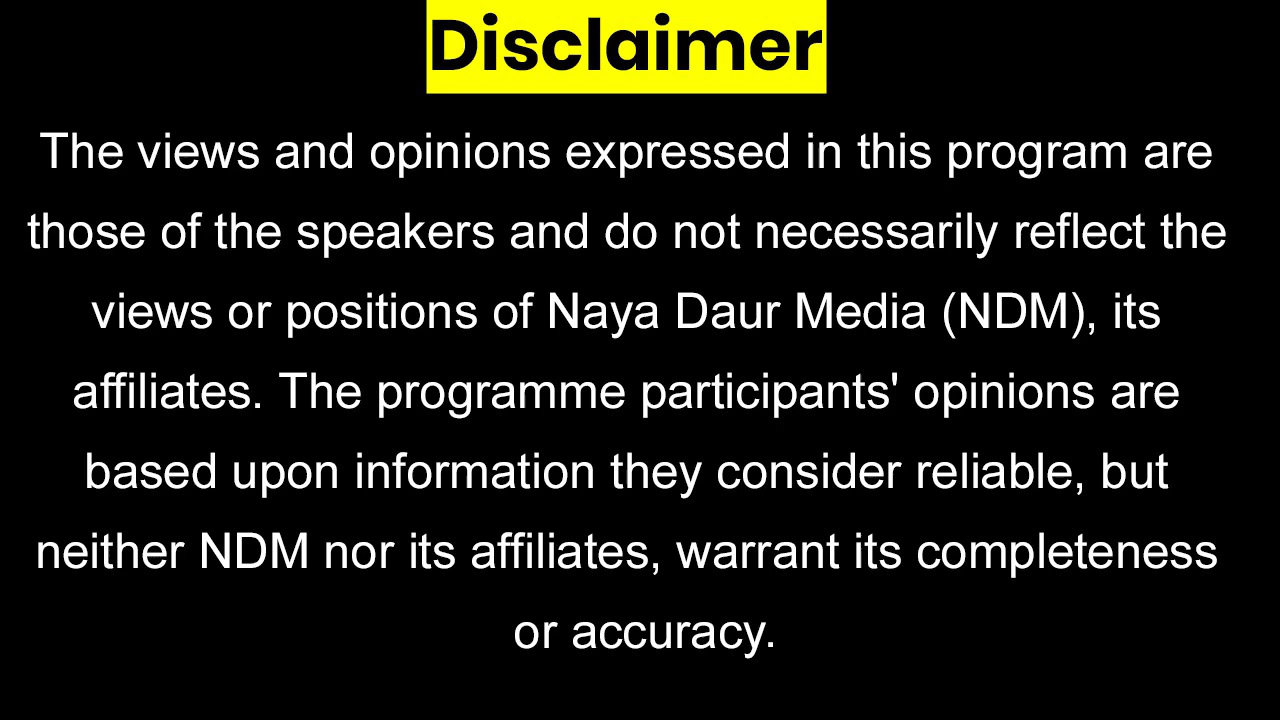 Disclaimer
The views and opinions expressed in this program are
those of the speakers and do not necessarily reflect the
views or positions of Naya Daur Media (NDM), its
affiliates. The programme participants' opinions are
based upon information they consider reliable, but
neither NDM nor its affiliates, warrant its completeness
or accuracy.